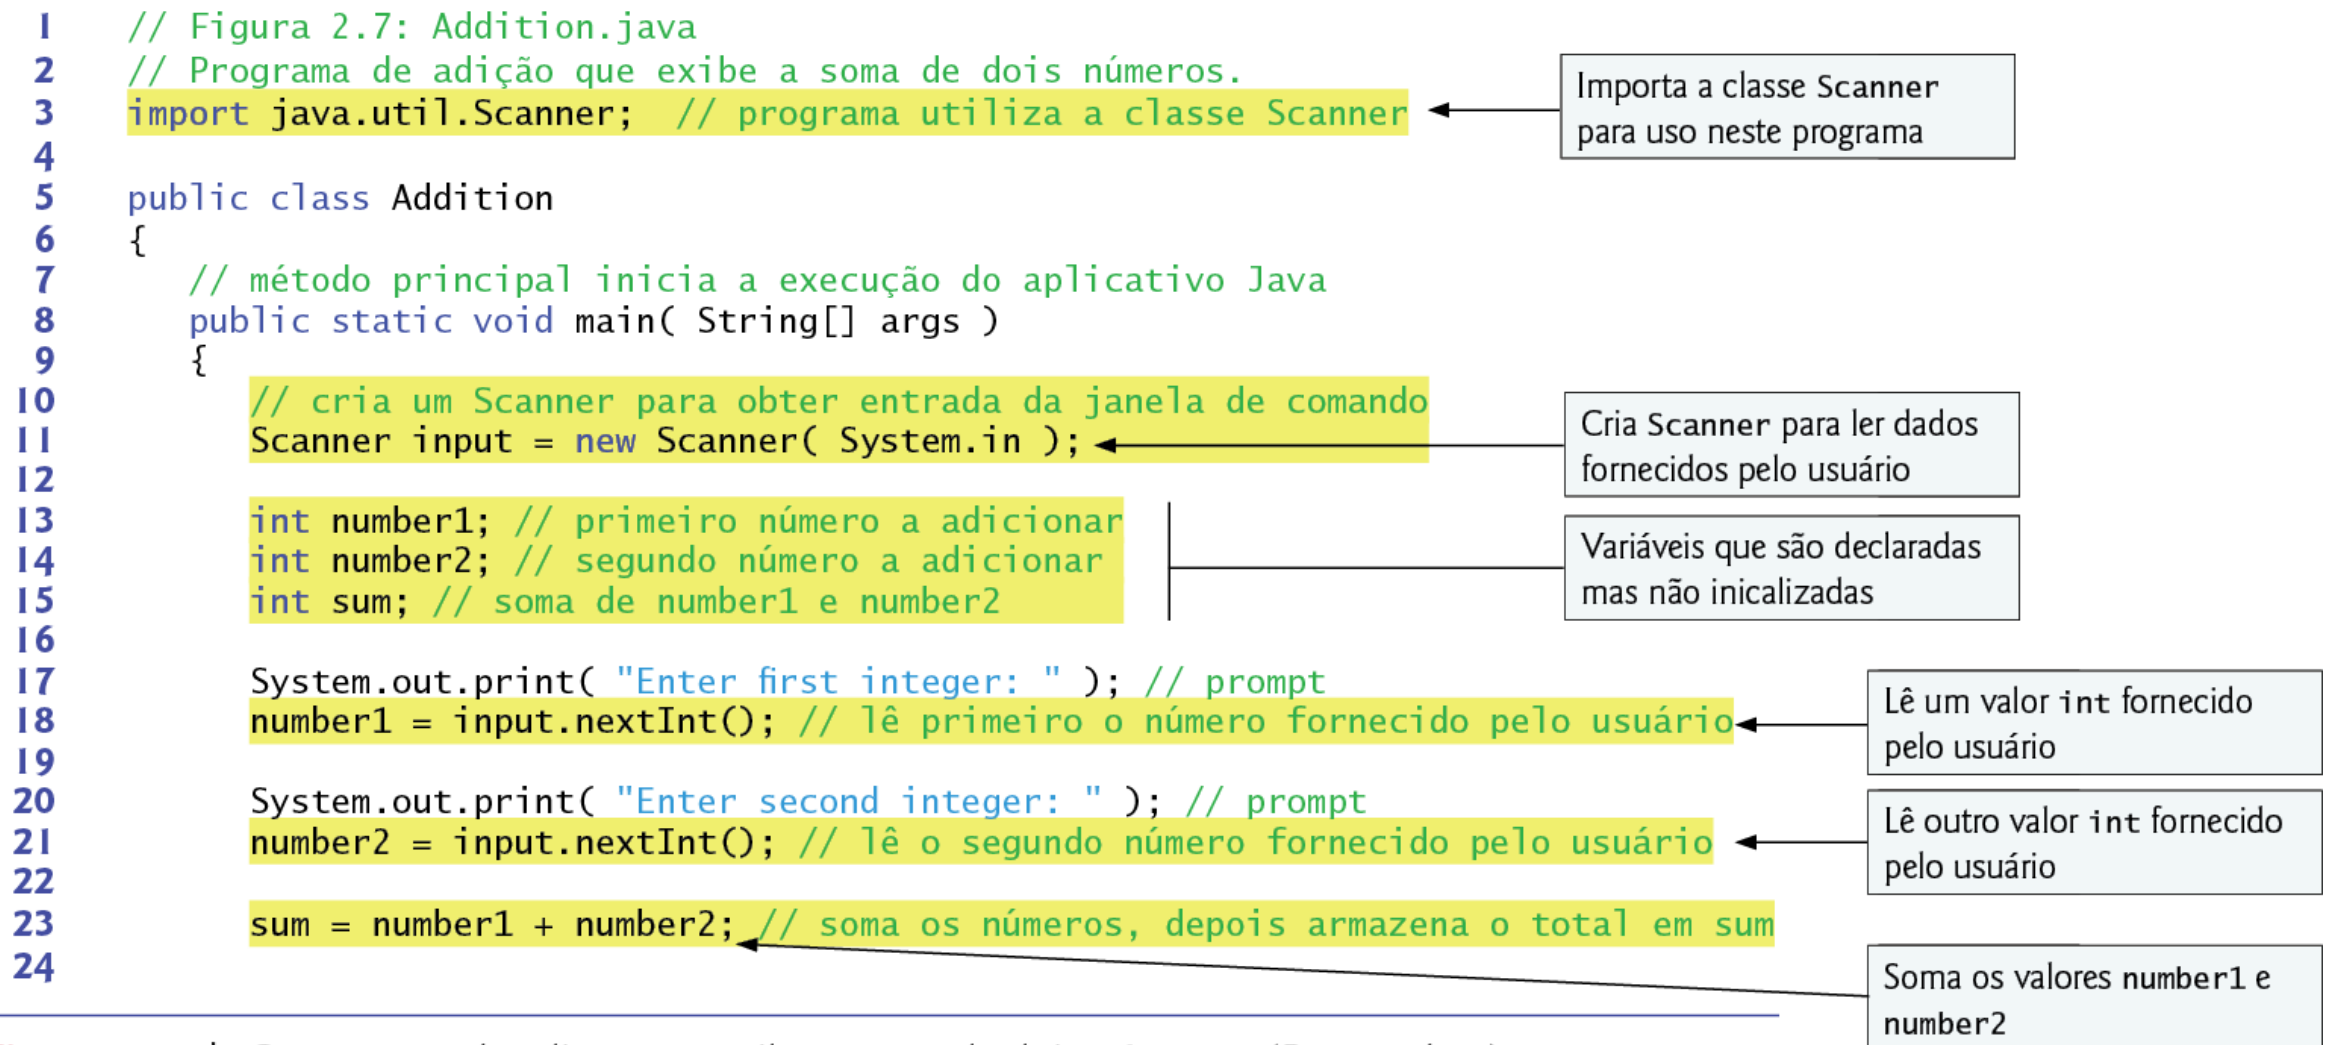 1 // Figura 2.7: Addition.java
2 // Programa de adição que exibe a soma de dois números.
3 import java.util.Scanner; // programa utiliza a classe Scanner
Importa a classe Scanner
para uso neste programa
4
5 public class Addition
6 {
7 // método principal inicia a execução do aplicativo Java
8 public static void main( String[] args )
9 {
10 // cria um Scanner para obter entrada da janela de comando
11 Scanner input = new Scanner( System.in );
Cria Scanner para ler dados
fornecidos pelo usuário
12
13 int number1; // primeiro número a adicionar
14 int number2; // segundo número a adicionar
15 int sum; // soma de number1 e number2
Variáveis que são declaradas
mas não inicalizadas
16
17 System.out.print( "Enter first integer: " ); // prompt
18 number1 = input.nextInt(); // lê primeiro o número fornecido pelo usuário
Lê um valor int fornecido
pelo usuário
19
20 System.out.print( "Enter second integer: " ); // prompt
21 number2 = input.nextInt(); // lê o segundo número fornecido pelo usuário
Lê outro valor int fornecido
pelo usuário
22
23 sum = number1 + number2; // soma os números, depois armazena o total em sum
24
Soma os valores number1 e
number2